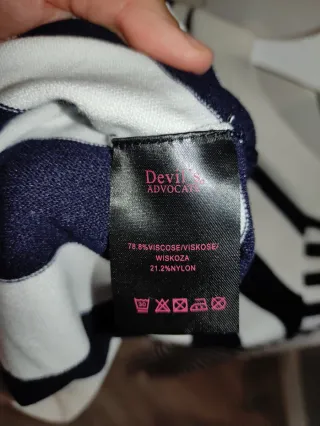 Devil's
ADVOCATE
78.8%VISCOSE/VISKOSE/
WISKOZA
21.2%NYLON